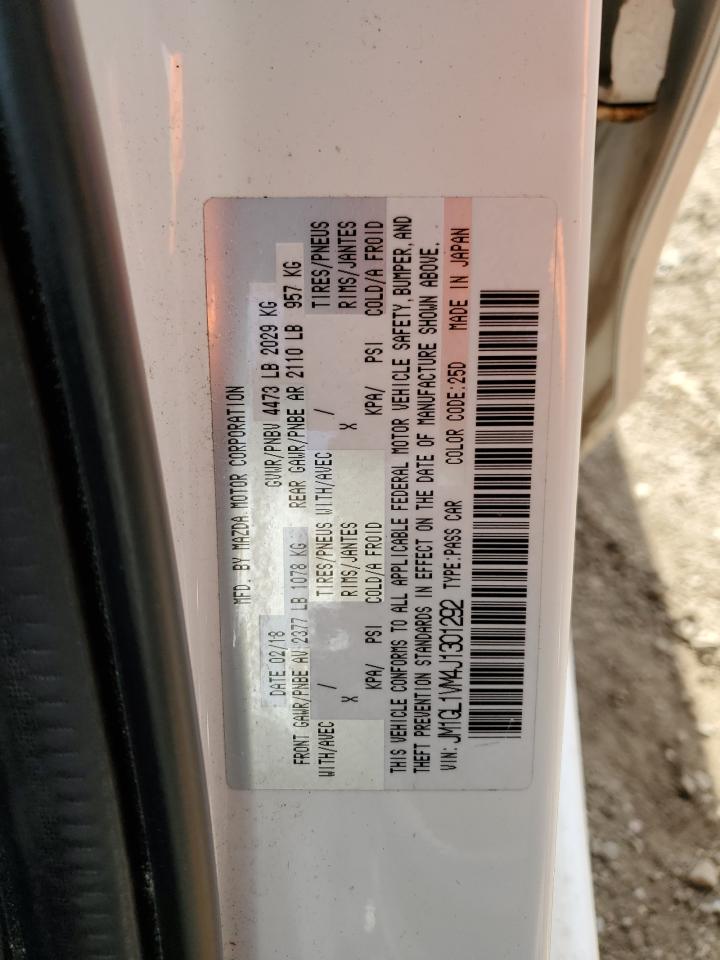 MFD. BY MAZDA MOTOR CORPORATION
DATE 02/18 GVWR/PNBV 4473 LB 2029 KG
FRONT GAWR/PNBE AV 2377 LB 1078 KG REAR GAWR/PNBE AR 2110 LB 957 KG
WITH/AVEC / TIRES/PNEUS WITH/AVEC / TIRES/PNEUS
X RIMS/JANTES X RIMS/JANTES
KPA/ PSI COLD/A FROID KPA/ PSI COLD/A FROID
THIS VEHICLE CONFORMS TO ALL APPLICABLE FEDERAL MOTOR VEHICLE SAFETY, BUMPER, AND
THEFT PREVENTION STANDARDS IN EFFECT ON THE DATE OF MANUFACTURE SHOWN ABOVE.
VIN: JM1GL1VM4J1301292 TYPE:PASS CAR COLOR CODE:25D MADE IN JAPAN